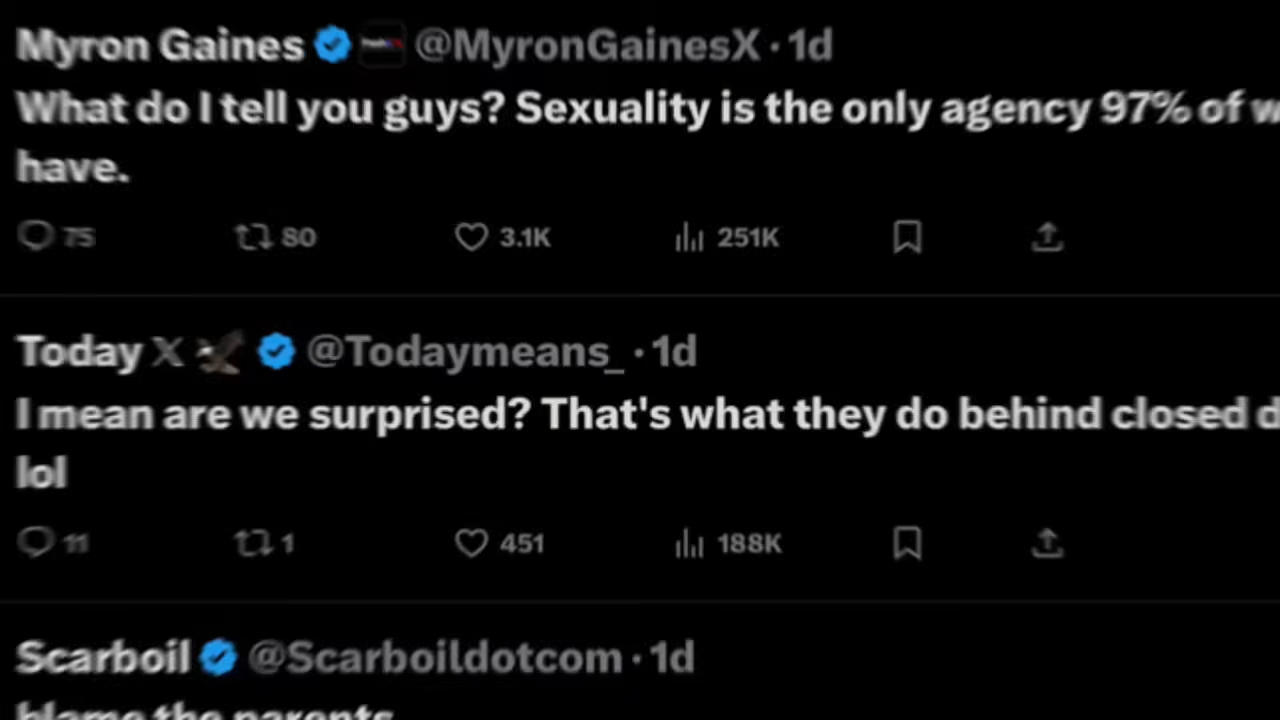 Myron Gaines @MyronGainesX · 1d
What do I tell you guys? Sexuality is the only agency 97% of
have.
75 80 3.1K 251K
Today X @Todaymeans_ · 1d
I mean are we surprised? That's what they do behind closed
lol
11 1 451 188K
Scarboil @Scarboildotcom · 1d
blame the parents